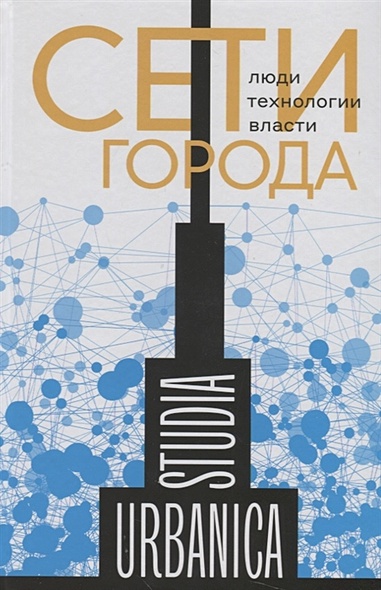 СЕТИ
ГОРОДА
люди
технологии
власти
STUDIA
URBANICA